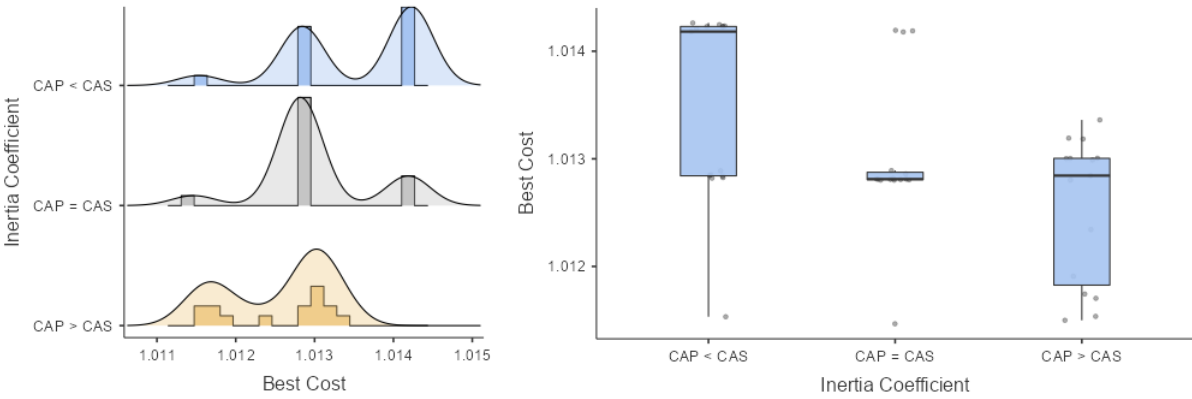 Inertia Coefficient
CAP < CAS
CAP = CAS
CAP > CAS
1.011 1.012 1.013 1.014 1.015
Best Cost
Best Cost
1.014
1.013
1.012
CAP < CAS CAP = CAS CAP > CAS
Inertia Coefficient